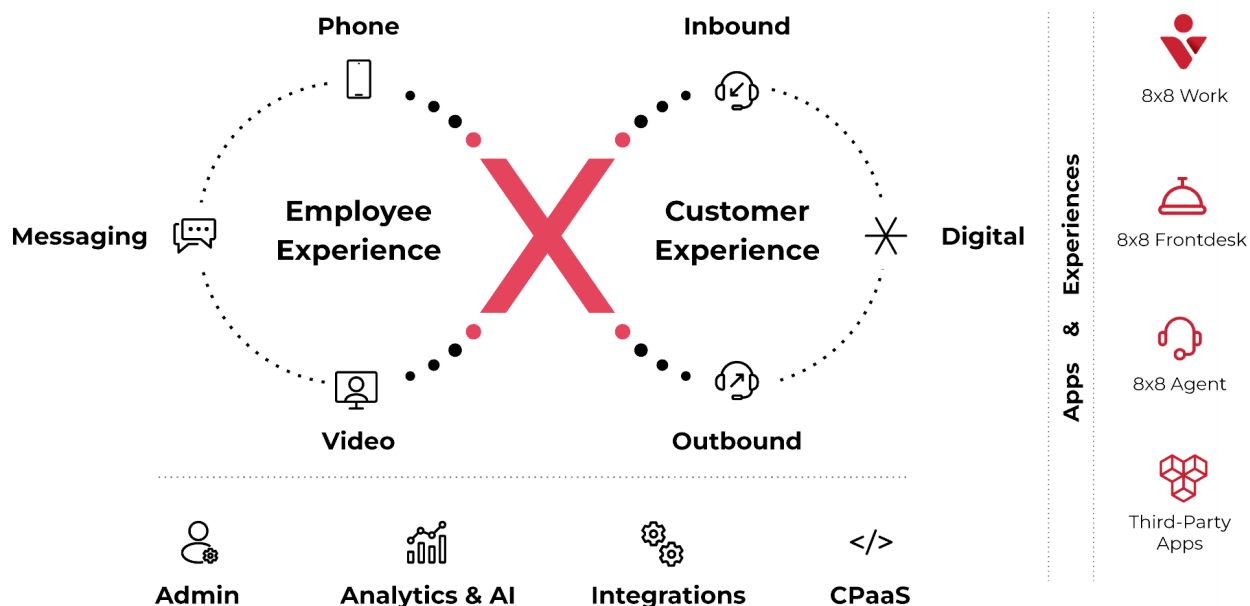 Phone
Inbound
Messaging
Employee
Experience
X
Customer
Experience
Digital
Video
Outbound
Admin
Analytics & AI
Integrations
</>
CPaaS
Apps & Experiences
8x8 Work
8x8 Frontdesk
8x8 Agent
Third-Party
Apps